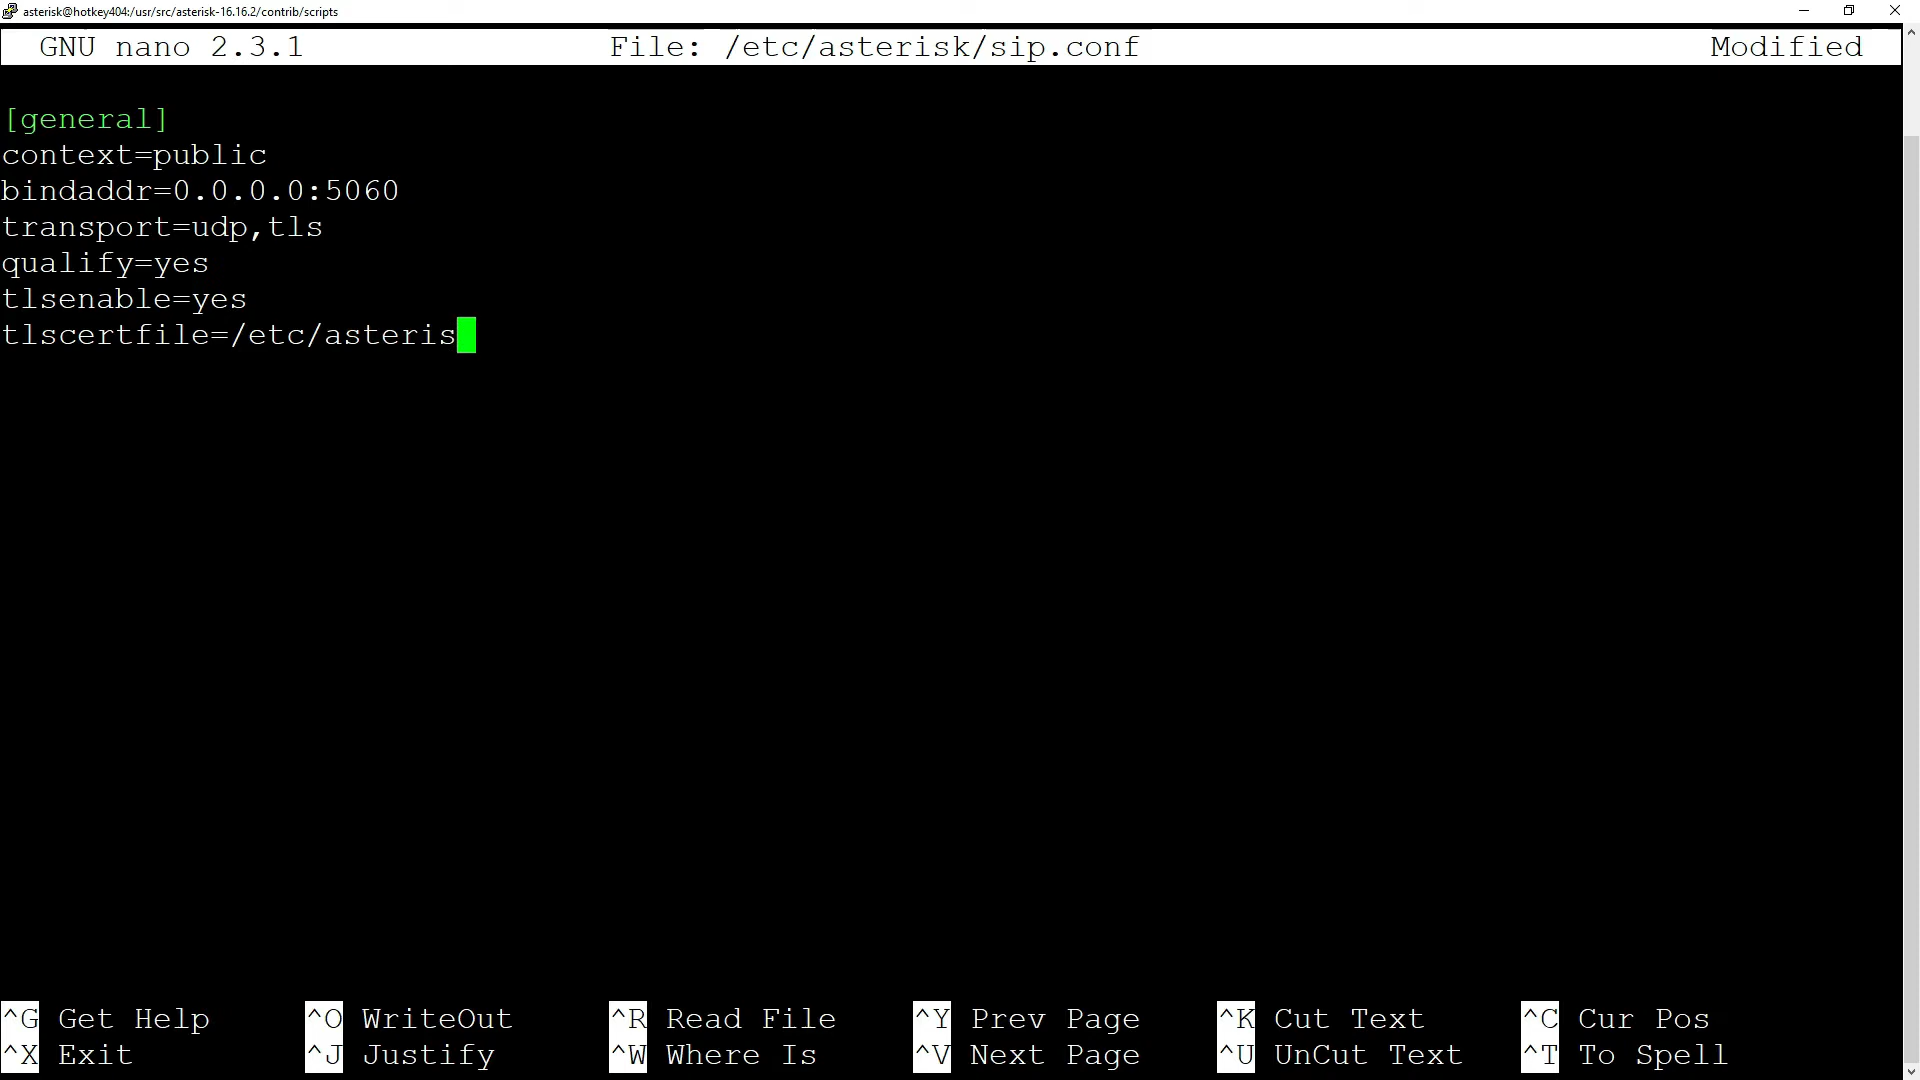 asterisk@hotkey404:/usr/src/asterisk-16.16.2/contrib/scripts
GNU nano 2.3.1 File: /etc/asterisk/sip.conf Modified
[general]
context=public
bindaddr=0.0.0.0:5060
transport=udp,tls
qualify=yes
tlsenable=yes
tlscertfile=/etc/asteris
^G Get Help ^O WriteOut ^R Read File ^Y Prev Page ^K Cut Text ^C Cur Pos
^X Exit ^J Justify ^W Where Is ^V Next Page ^U UnCut Text ^T To Spell